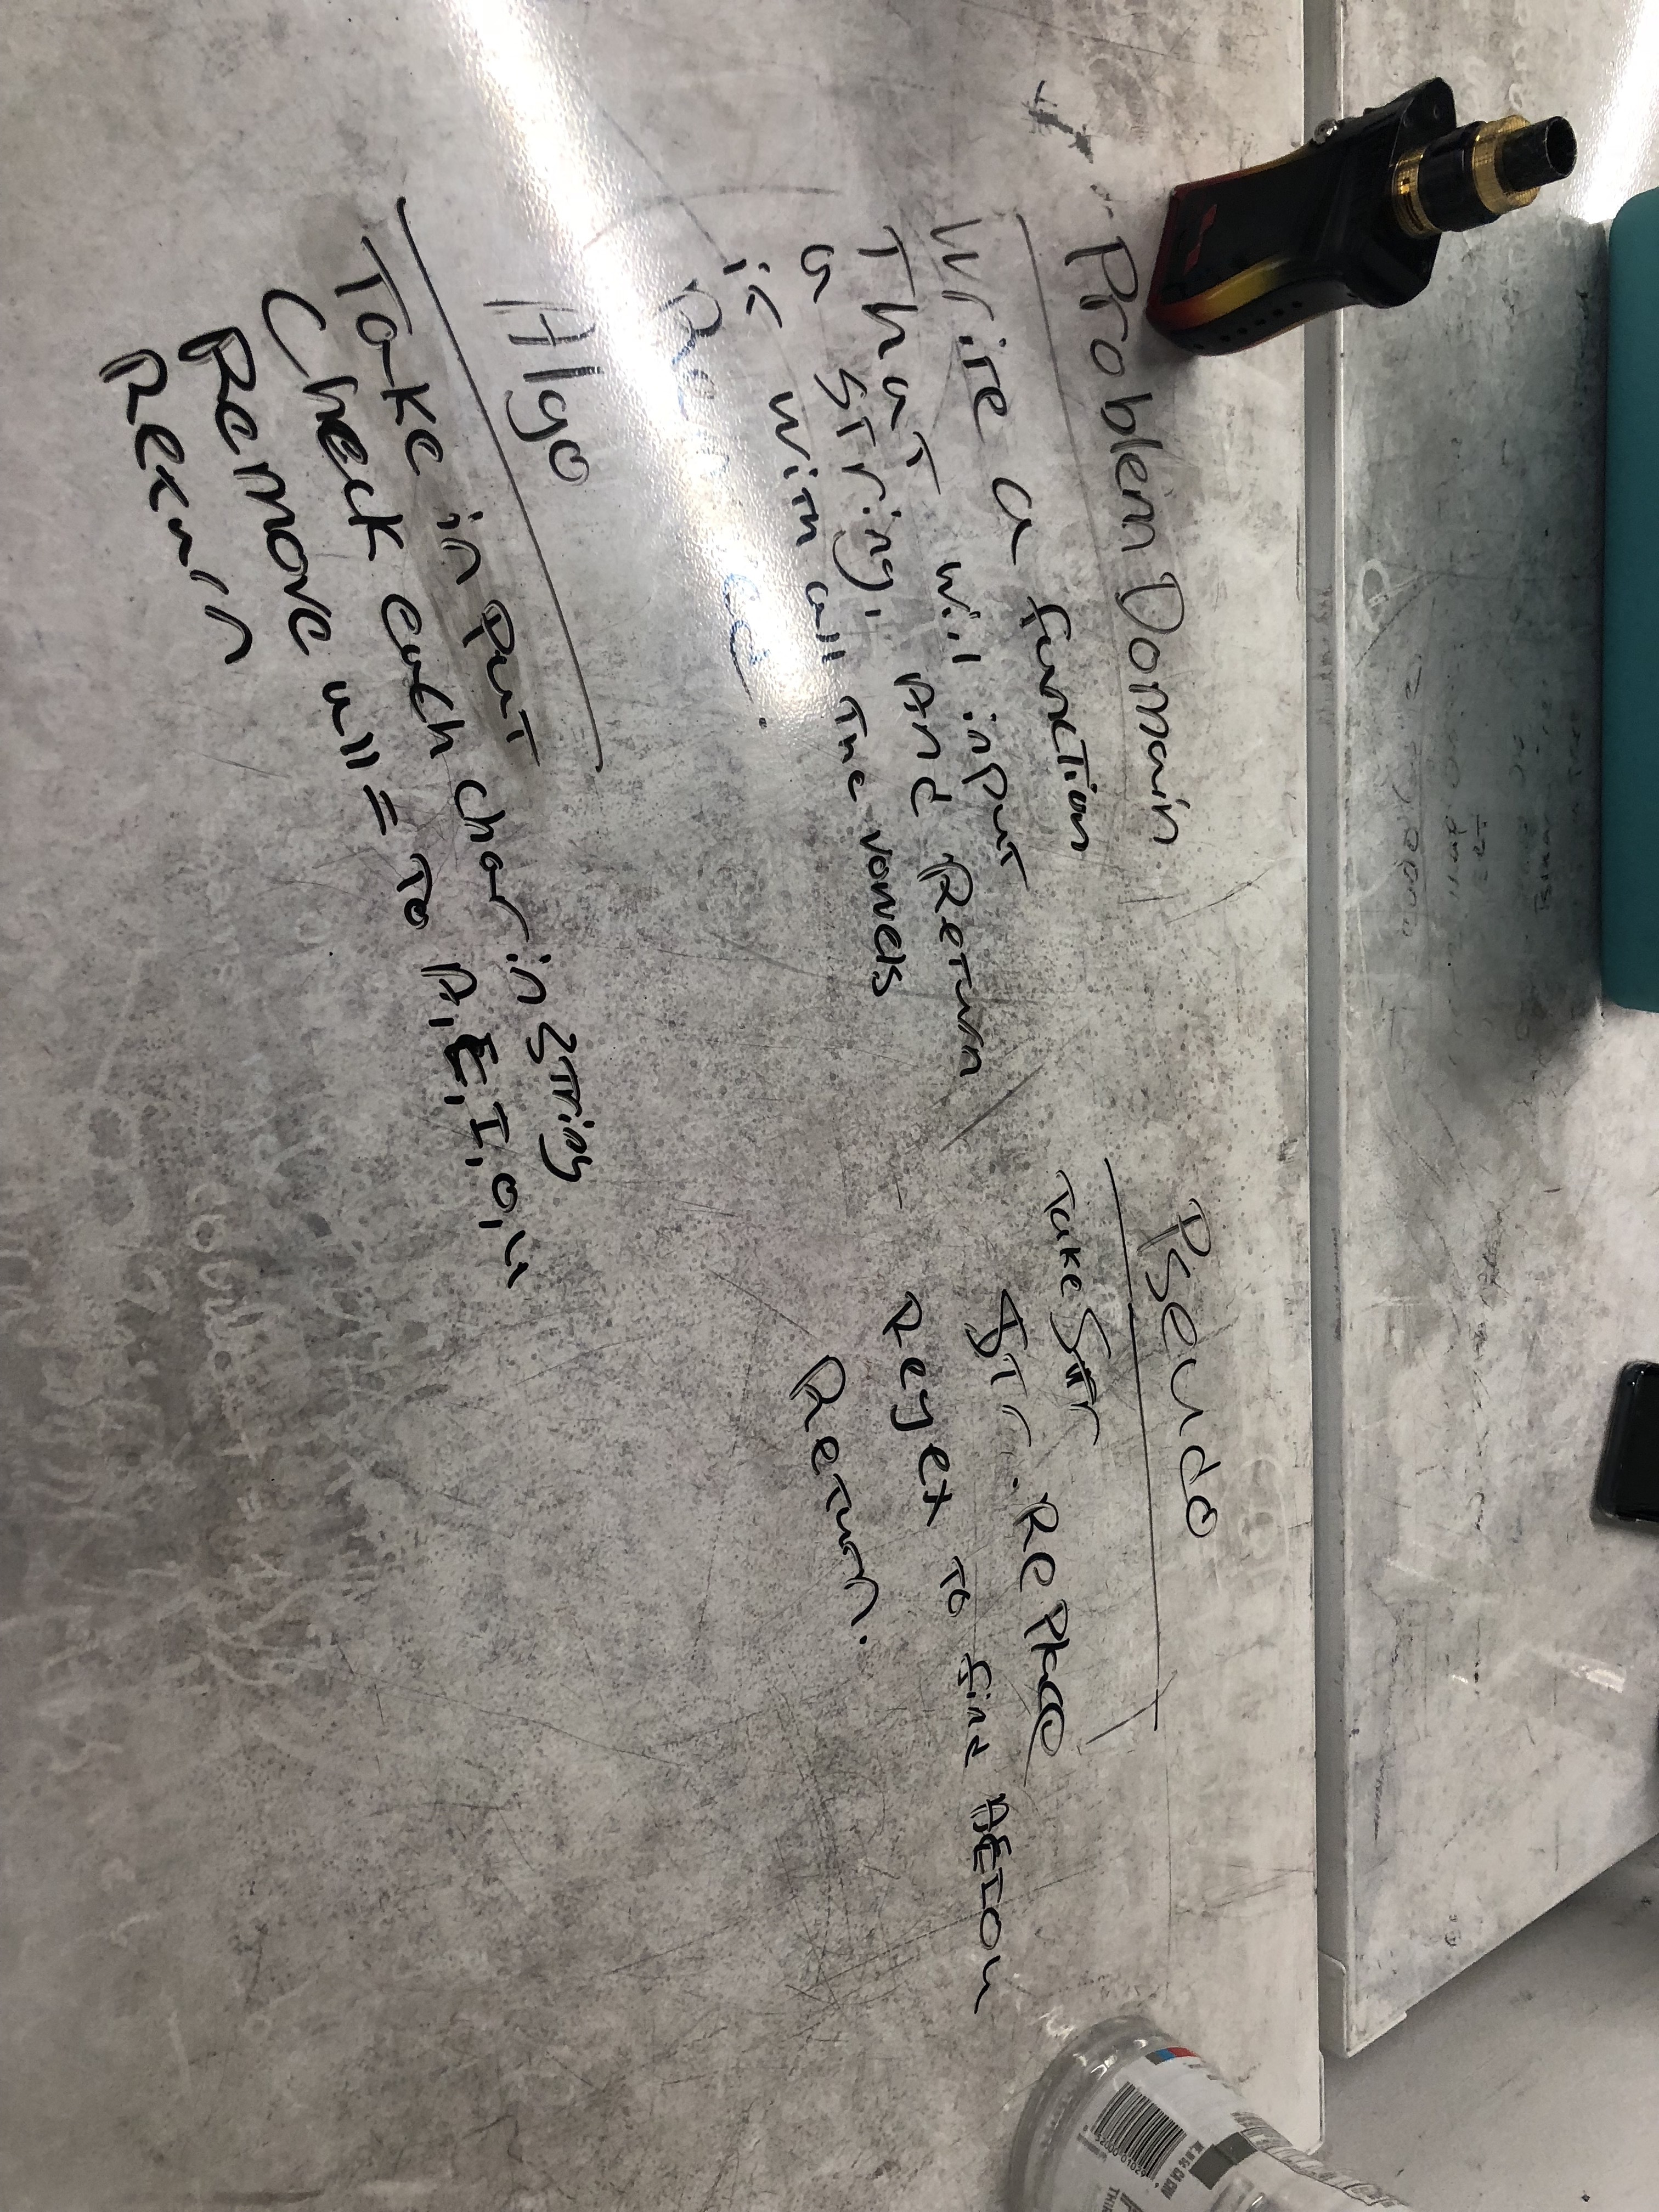 Problem Domain
Write a function
That will input
a string, And Return
it with all the vowels
Removed.
Algo
Take in put
Check each char in string
Remove all = To A, E, I, O, u
Return
Pseudo
Take Str
Str. RePlace
Regex To find AEIOu
Return.